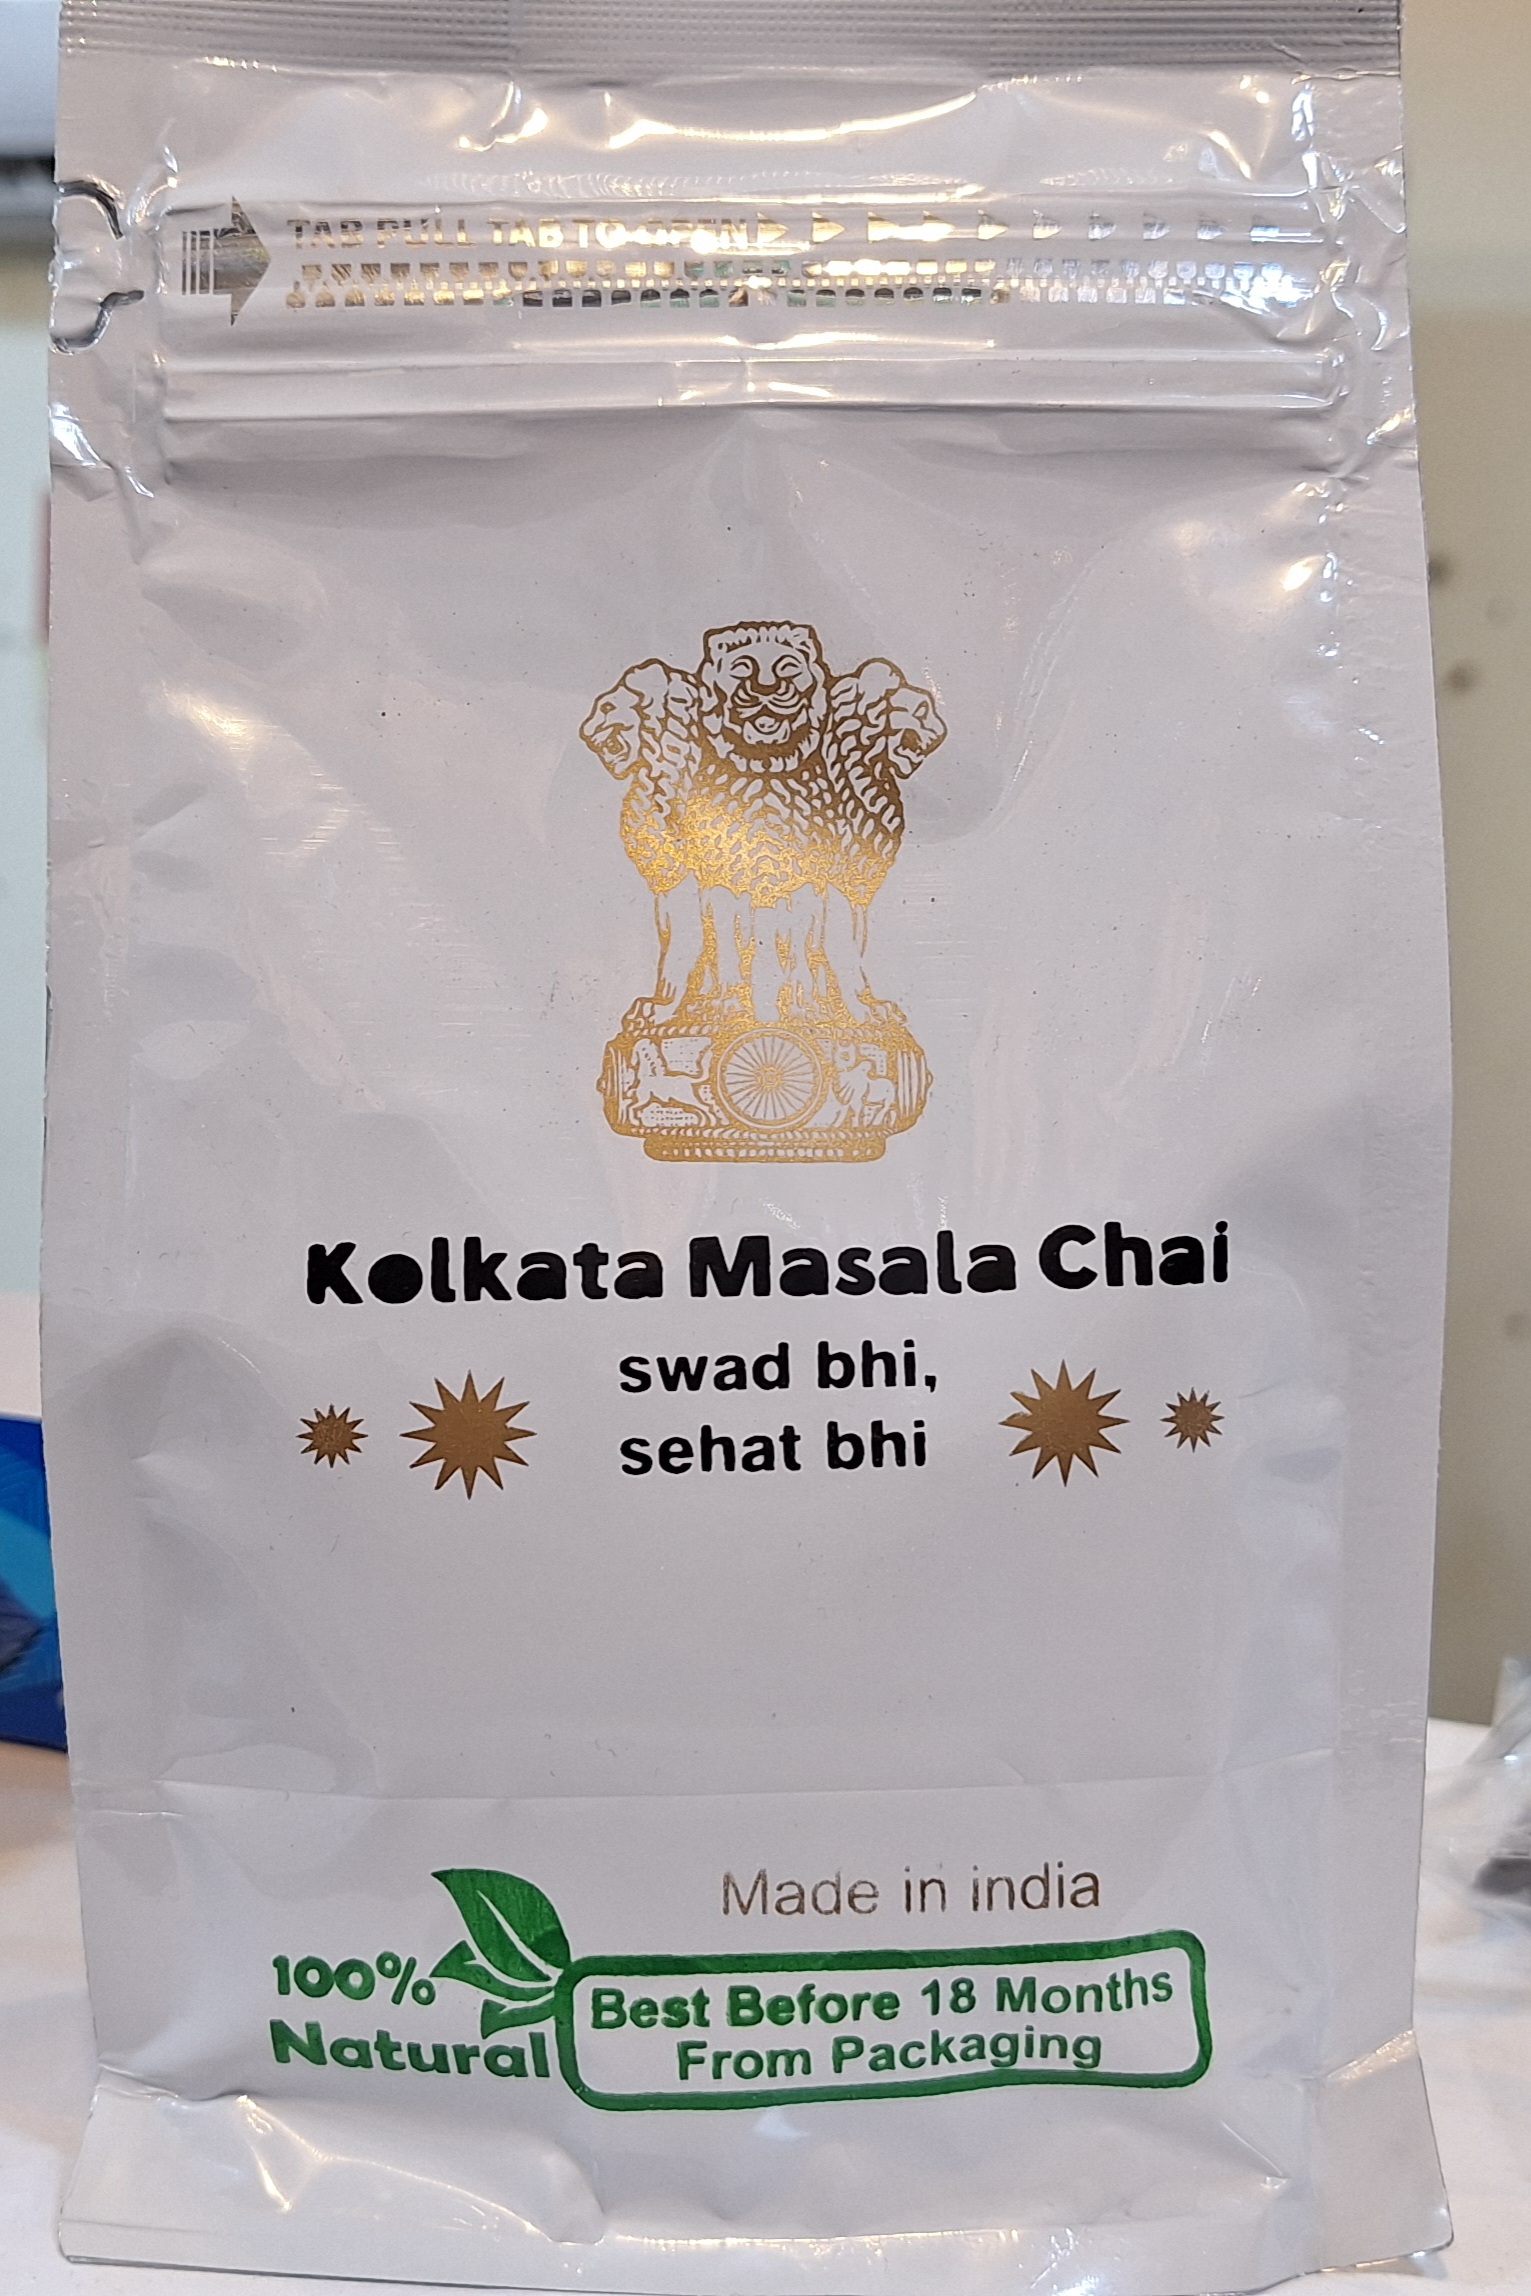 TAB PULL TAB TO OPEN
Kolkata Masala Chai
swad bhi,
sehat bhi
Made in india
100%
Natural
Best Before 18 Months
From Packaging